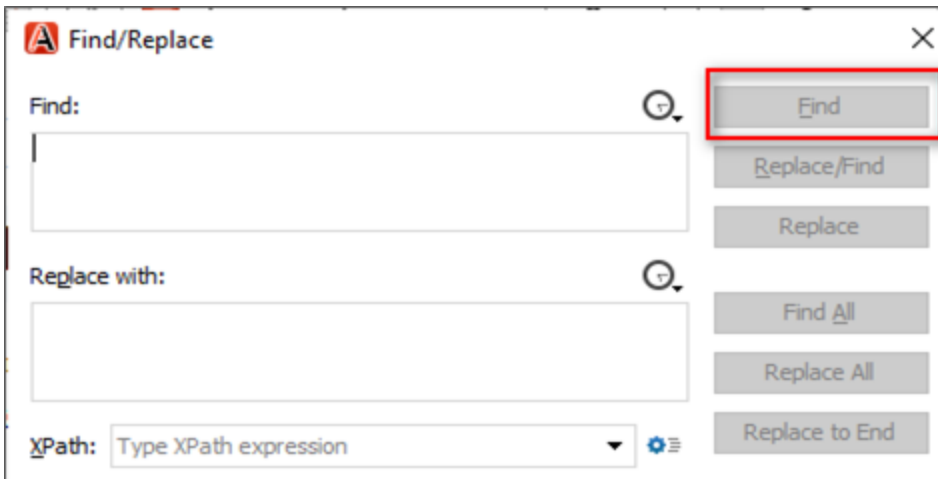 Find/Replace
Find:
Find
Replace/Find
Replace
Replace with:
Find All
Replace All
XPath: Type XPath expression
Replace to End